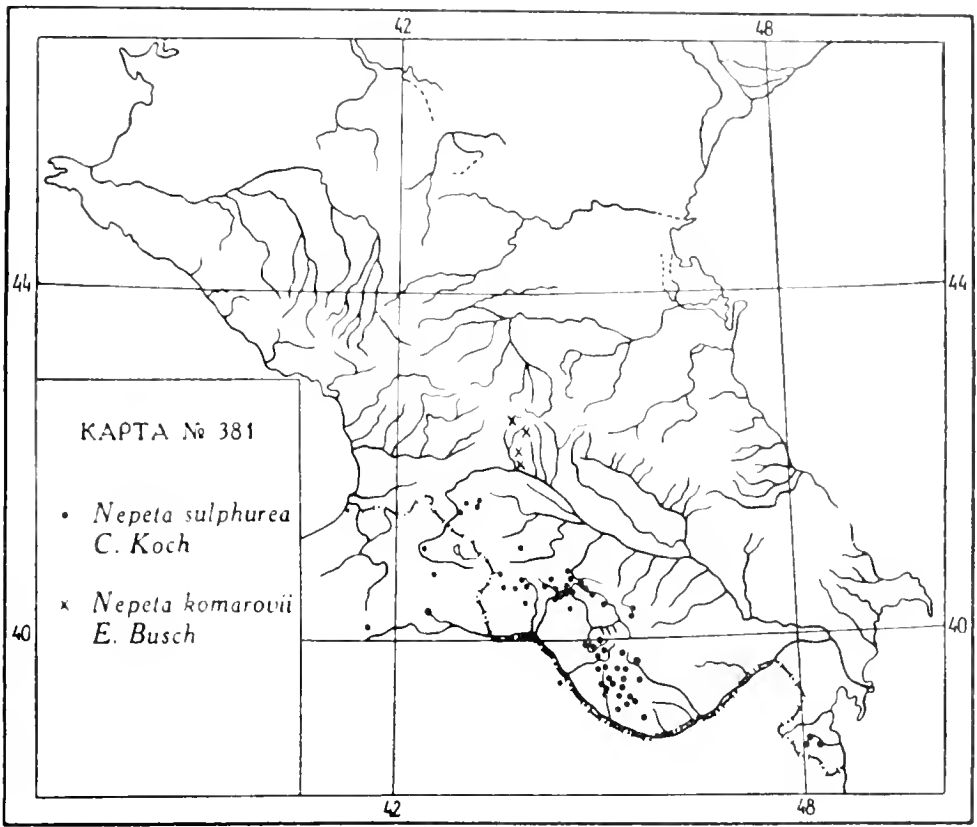 42 48
44 44
КАРТА № 381
• Nepeta sulphurea
C. Koch
× Nepeta komarovii
E. Busch
40 40
42 48